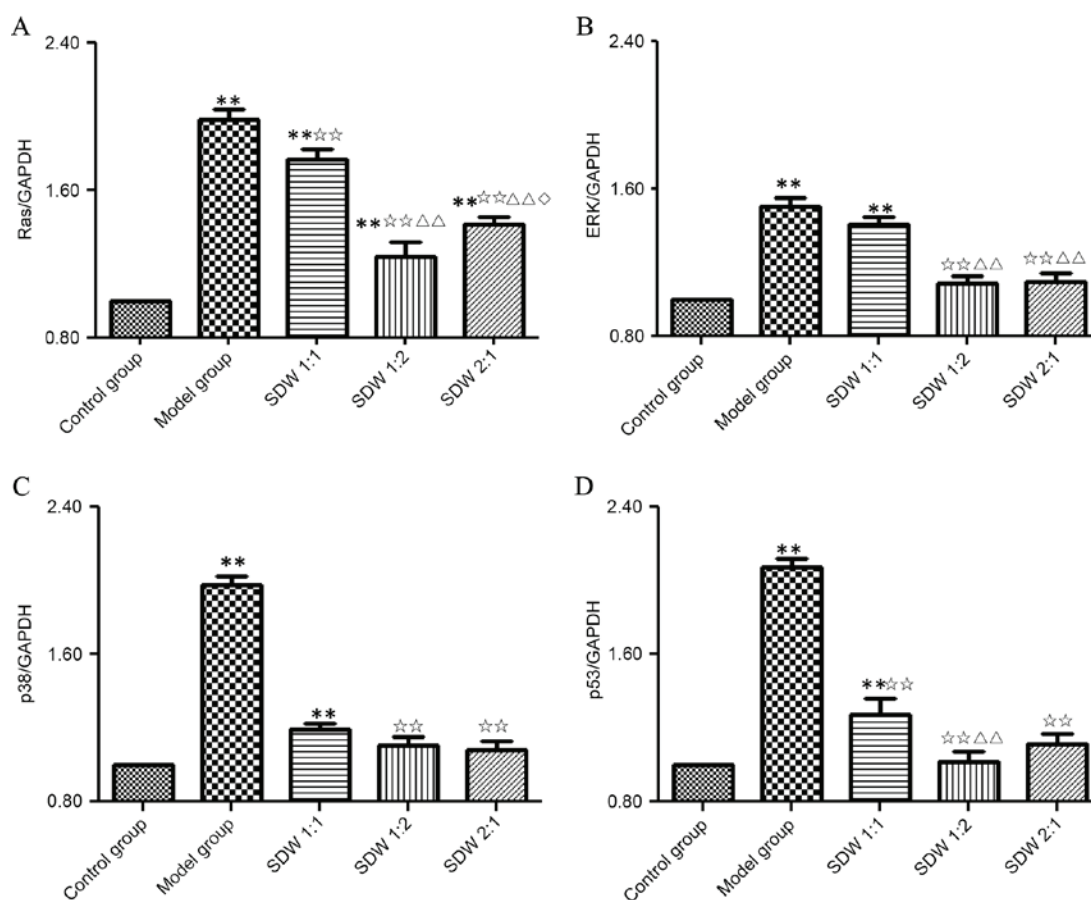 A
2.40
1.60
0.80
Ras/GAPDH
**
**☆☆
**☆☆△△
**☆☆△△◇
Control group
Model group
SDW 1:1
SDW 1:2
SDW 2:1
B
2.40
1.60
0.80
ERK/GAPDH
**
**
☆☆△△
☆☆△△
Control group
Model group
SDW 1:1
SDW 1:2
SDW 2:1
C
2.40
1.60
0.80
p38/GAPDH
**
**
☆☆
☆☆
Control group
Model group
SDW 1:1
SDW 1:2
SDW 2:1
D
2.40
1.60
0.80
p53/GAPDH
**
**☆☆
☆☆△△
☆☆
Control group
Model group
SDW 1:1
SDW 1:2
SDW 2:1